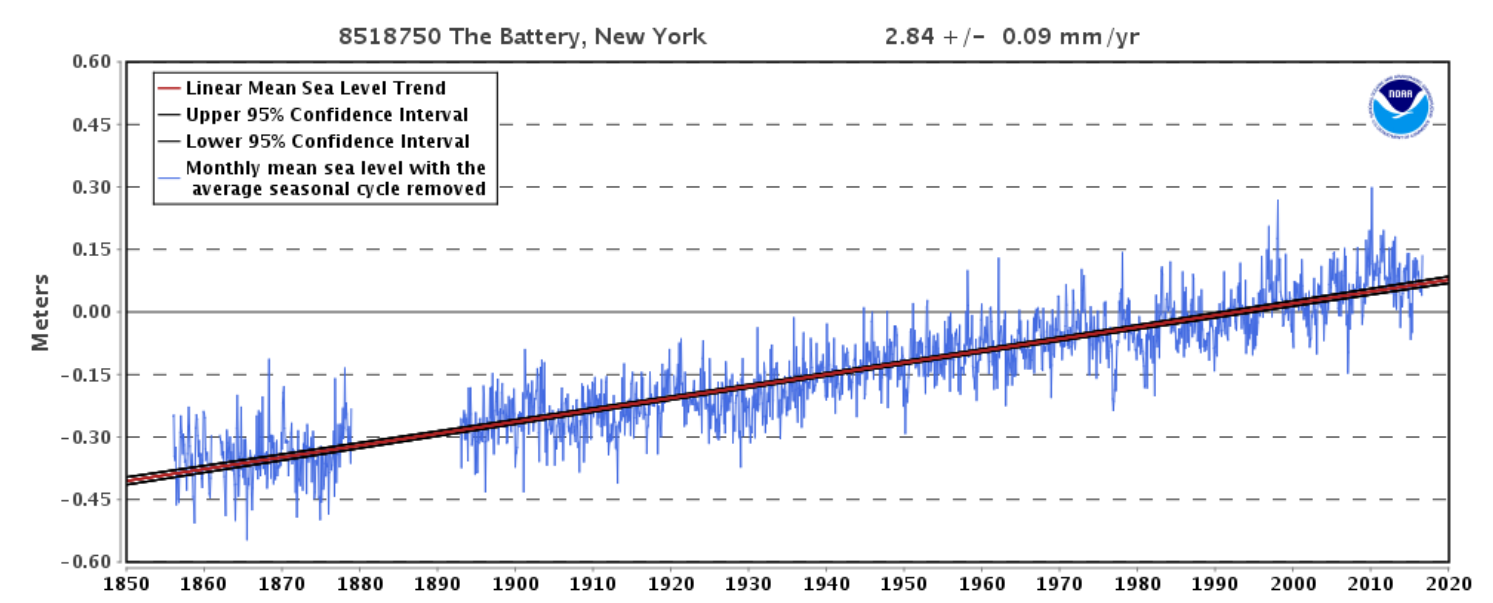 8518750 The Battery, New York 2.84 +/- 0.09 mm/yr
0.60
Linear Mean Sea Level Trend
Upper 95% Confidence Interval
Lower 95% Confidence Interval
Monthly mean sea level with the
average seasonal cycle removed
NOAA
0.45
0.30
0.15
0.00
-0.15
-0.30
-0.45
-0.60
Meters
1850 1860 1870 1880 1890 1900 1910 1920 1930 1940 1950 1960 1970 1980 1990 2000 2010 2020